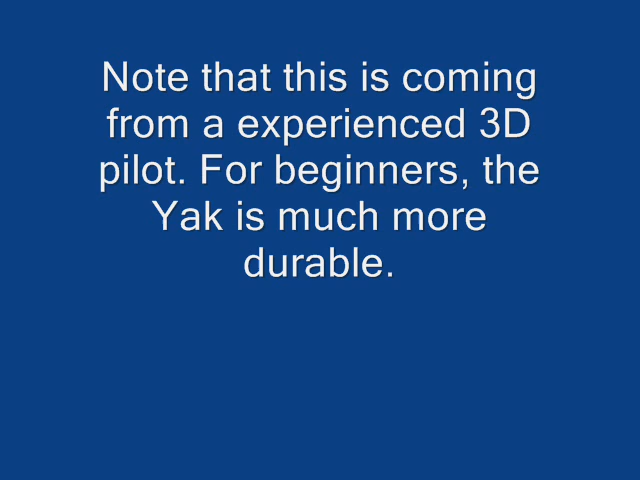 Note that this is coming
from a experienced 3D
pilot. For beginners, the
Yak is much more
durable.